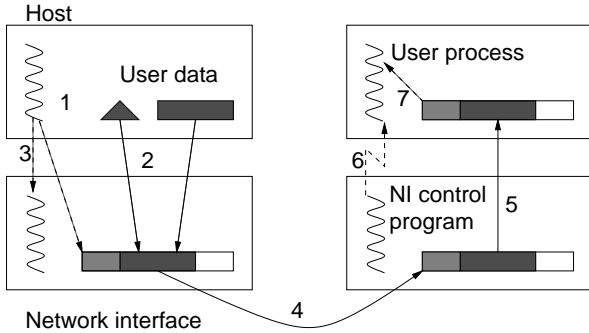 Host
User data
1
2
3
Network interface
4
User process
7
6
5
NI control
program